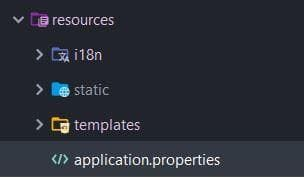 resources
i18n
static
templates
application.properties